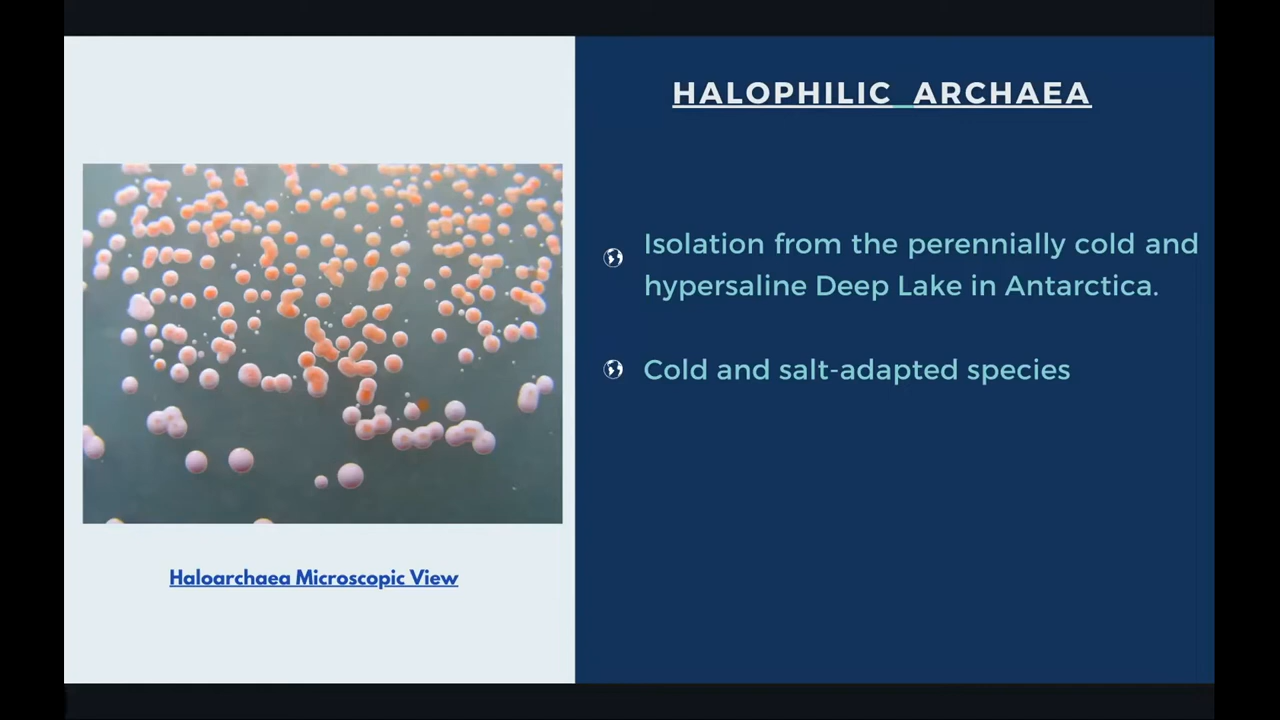 HALOPHILIC ARCHAEA
Isolation from the perennially cold and
hypersaline Deep Lake in Antarctica.
Cold and salt-adapted species
Haloarchaea Microscopic View